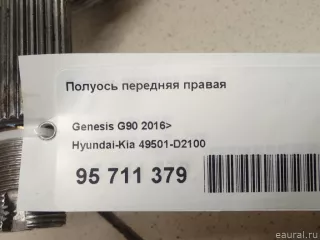 Полуось передняя правая
Genesis G90 2016>
Hyundai-Kia 49501-D2100
95 711 379
eaural.ru